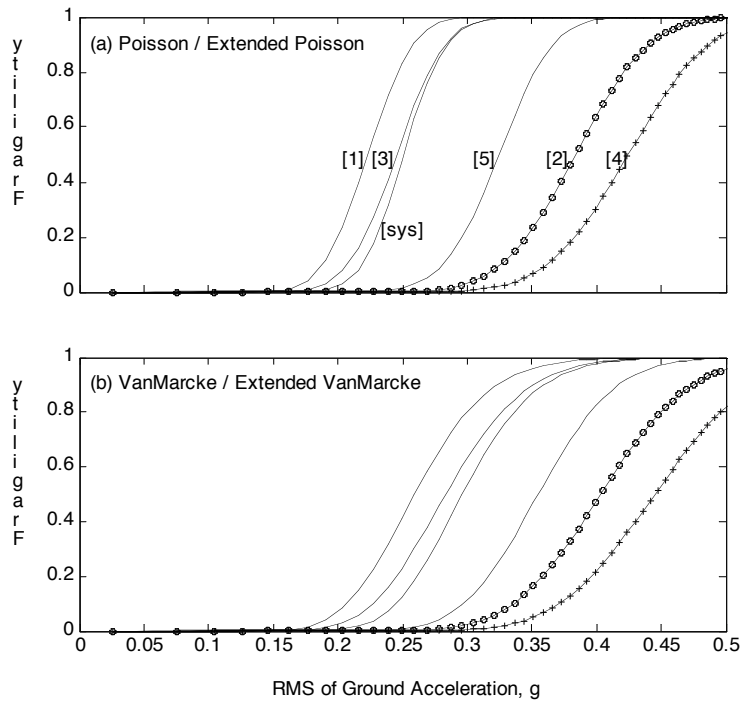 (a) Poisson / Extended Poisson
1
0.8
0.6
0.4
0.2
0
ytiligarF
[1]
[3]
[sys]
[5]
[2]
[4]
(b) VanMarcke / Extended VanMarcke
1
0.8
0.6
0.4
0.2
0
ytiligarF
0 0.05 0.1 0.15 0.2 0.25 0.3 0.35 0.4 0.45 0.5
RMS of Ground Acceleration, g